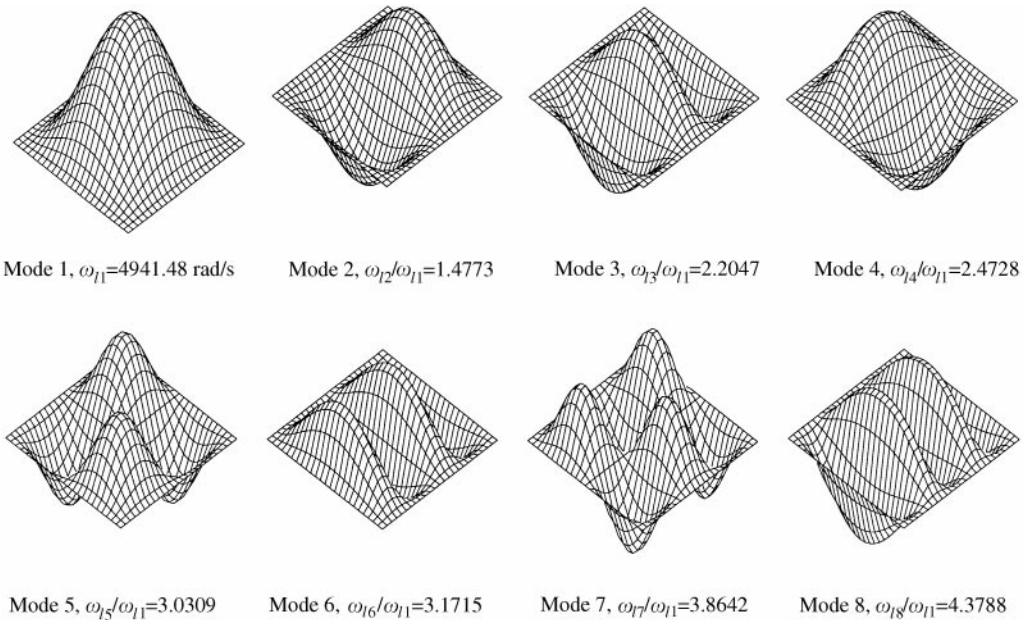 Mode 1, ωl1=4941.48 rad/s
Mode 2, ωl2/ωl1=1.4773
Mode 3, ωl3/ωl1=2.2047
Mode 4, ωl4/ωl1=2.4728
Mode 5, ωl5/ωl1=3.0309
Mode 6, ωl6/ωl1=3.1715
Mode 7, ωl7/ωl1=3.8642
Mode 8, ωl8/ωl1=4.3788